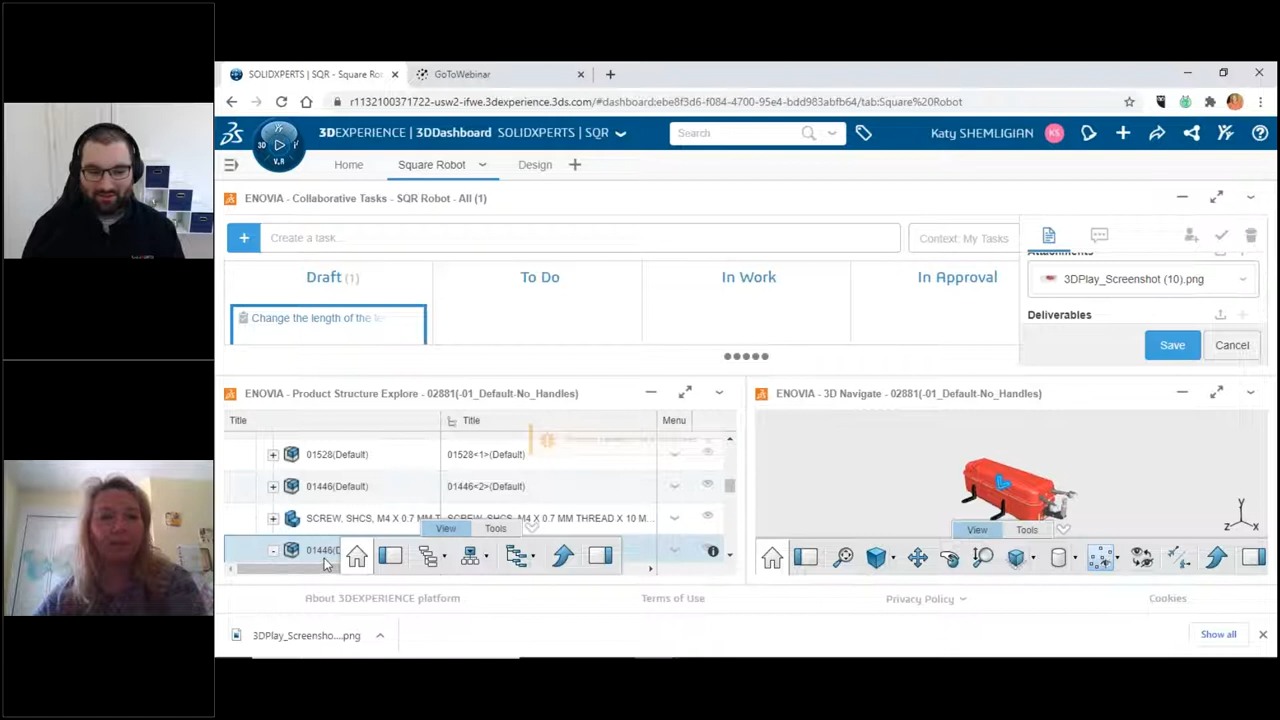 SOLIDXPERTS | SQR - Square Ro
GoToWebinar
r1132100371722-usw2-ifwe.3dexperience.3ds.com/#dashboard:ebe8f3d6-f084-4700-95e4-bdd983abfb64/tab:Square%20Robot
3DEXPERIENCE | 3DDashboard SOLIDXPERTS | SQR
Search
Katy SHEMLIGIAN
KS
3D
V.R
Home
Square Robot
Design
ENOVIA - Collaborative Tasks - SQR Robot - All (1)
Create a task...
Context: My Tasks
Draft (1)
To Do
In Work
In Approval
Attachments
3DPlay_Screenshot (10).png
Change the length of the le
Deliverables
Save
Cancel
ENOVIA - Product Structure Explore - 02881(-01_Default-No_Handles)
ENOVIA - 3D Navigate - 02881(-01_Default-No_Handles)
Title
Title
Menu
01528(Default)
01528<1>(Default)
01446(Default)
01446<2>(Default)
SCREW, SHCS, M4 X 0.7 MM T
SCREW, SHCS, M4 X 0.7 MM THREAD X 10 M...
View
Tools
View
Tools
01446(D
X
Y
Z
About 3DEXPERIENCE platform
Terms of Use
Privacy Policy
Cookies
3DPlay_Screensho....png
Show all